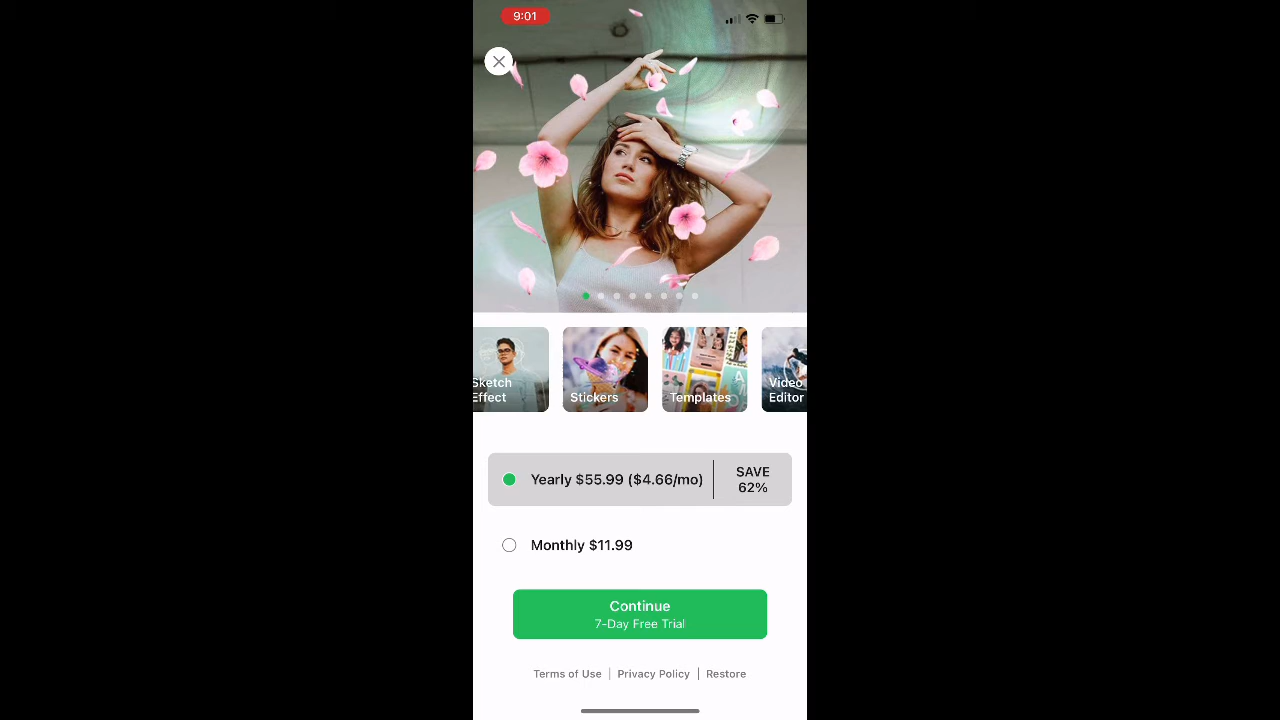 9:01
Sketch
Effect
Stickers
Templates
Video
Editor
Yearly $55.99 ($4.66/mo)
SAVE
62%
Monthly $11.99
Continue
7-Day Free Trial
Terms of Use | Privacy Policy | Restore